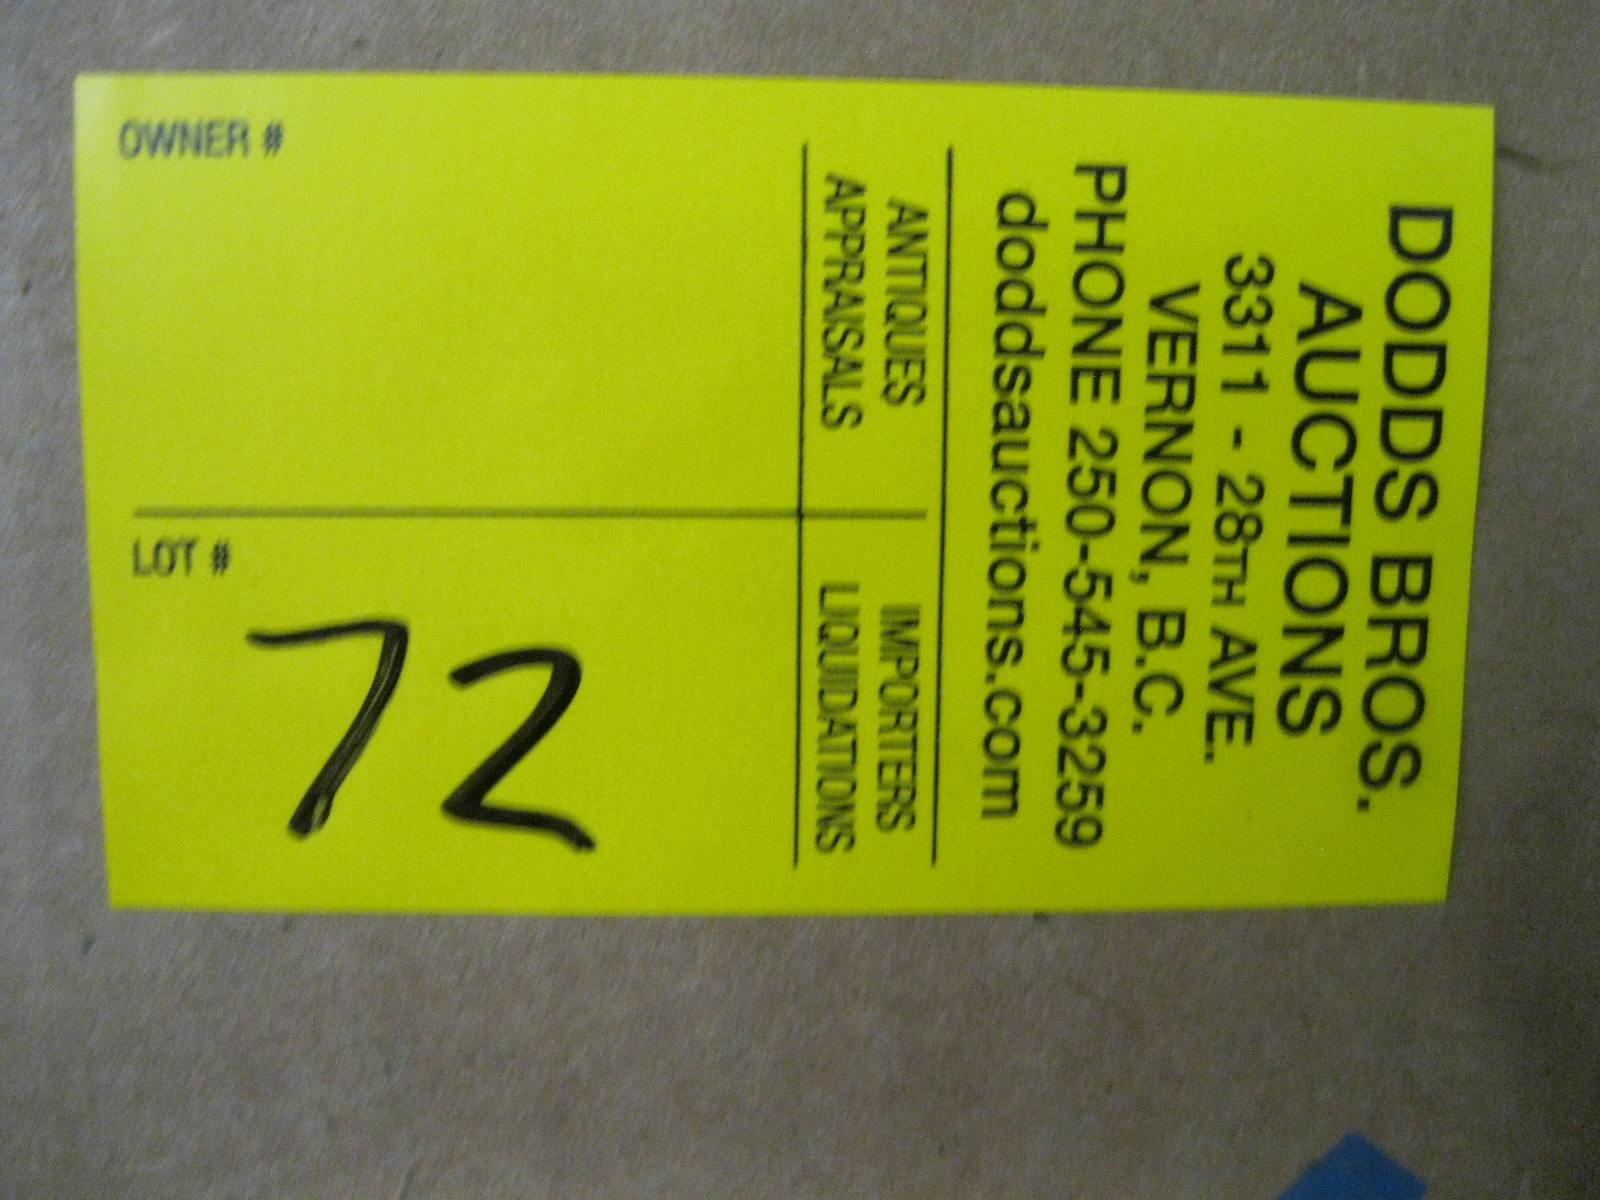 DODDS BROS.
AUCTIONS
3311 - 28TH AVE.
VERNON, B.C.
PHONE 250-545-3259
doddsauctions.com
ANTIQUES IMPORTERS
APPRAISALS LIQUIDATIONS
OWNER #
LOT #
72